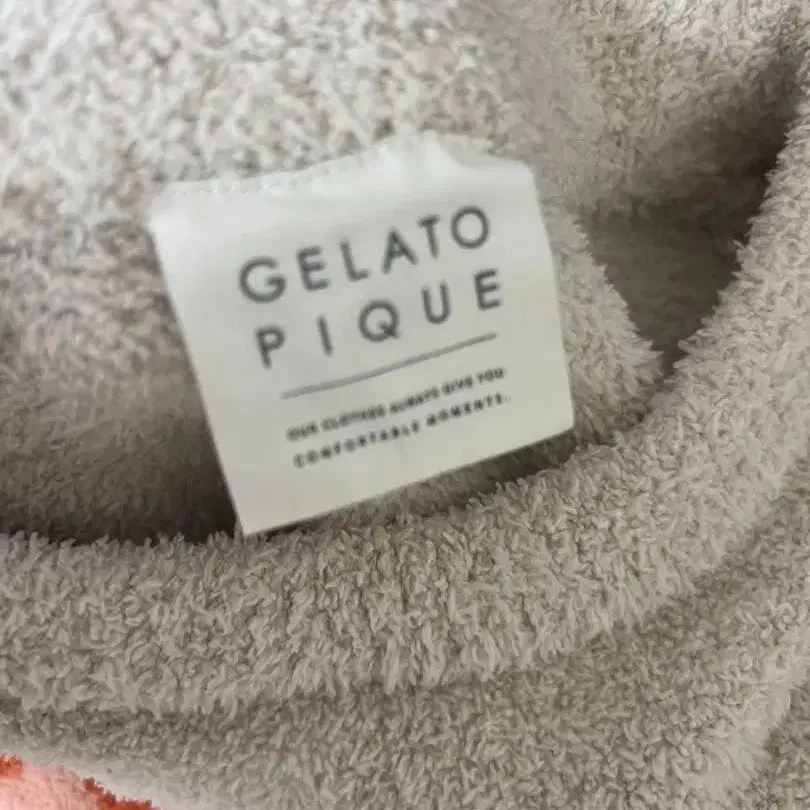 GELATO
PIQUE
OUR CLOTHES ALWAYS GIVE YOU
COMFORTABLE MOMENTS.